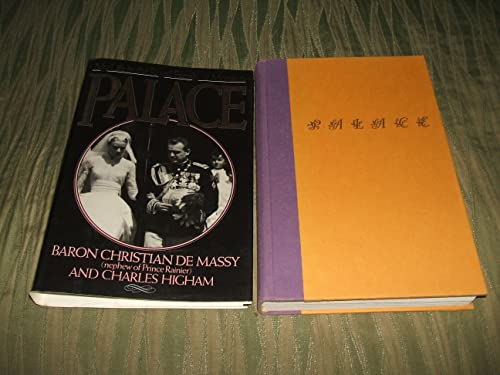 PALACE
BARON CHRISTIAN DE MASSY
(nephew of Prince Rainier)
AND CHARLES HIGHAM
PALACE